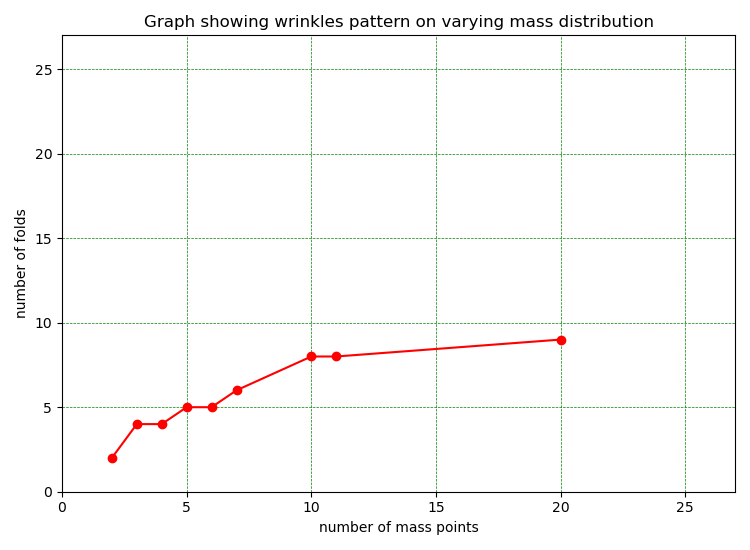 Graph showing wrinkles pattern on varying mass distribution
25
20
15
10
5
0
number of folds
0 5 10 15 20 25
number of mass points